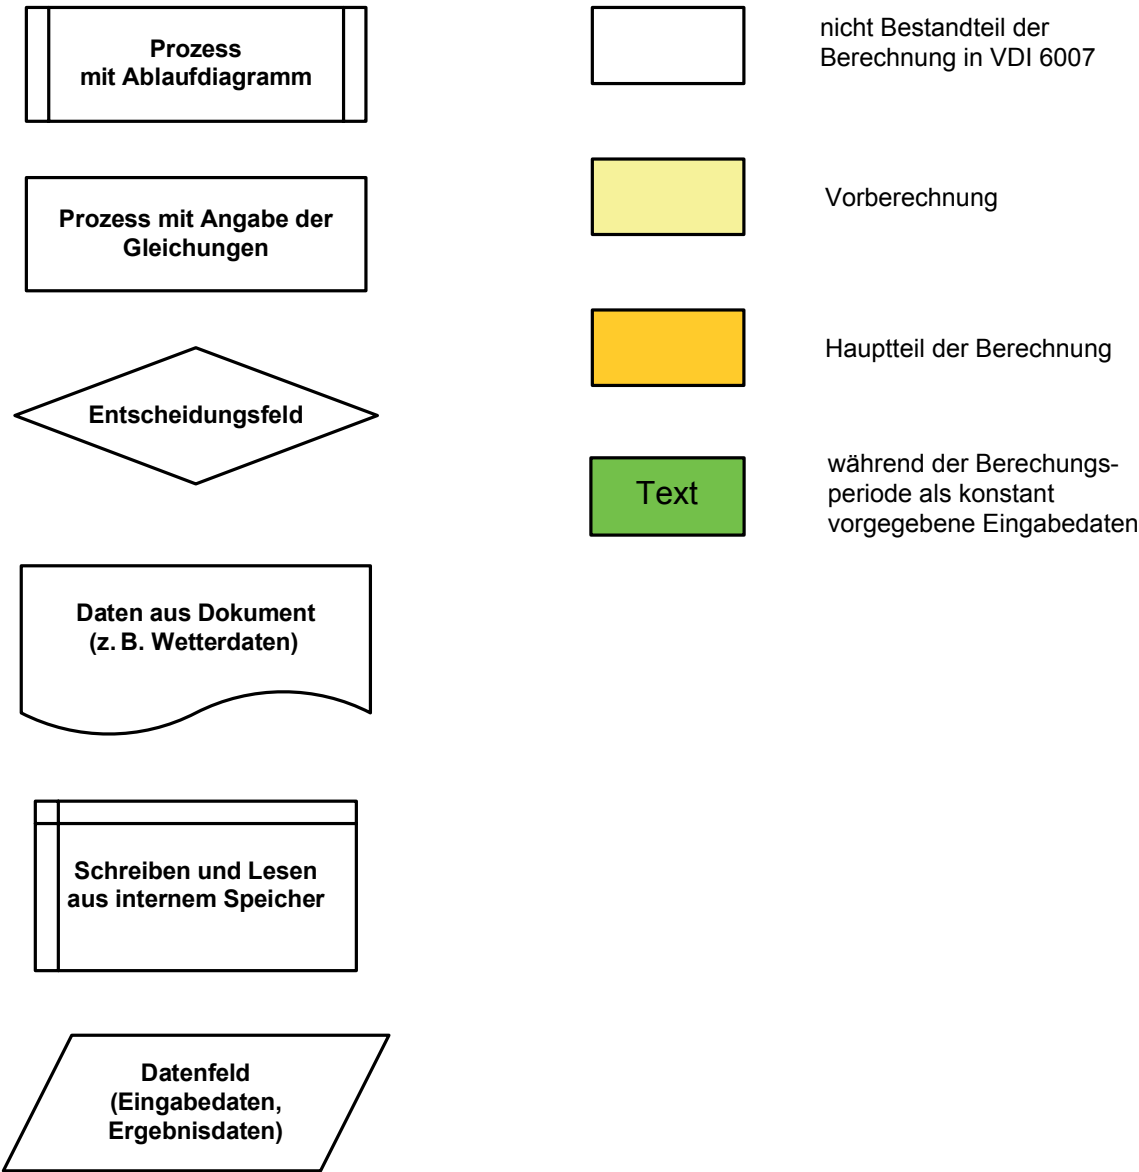 Prozess
mit Ablaufdiagramm
Prozess mit Angabe der
Gleichungen
Entscheidungsfeld
Daten aus Dokument
(z. B. Wetterdaten)
Schreiben und Lesen
aus internem Speicher
Datenfeld
(Eingabedaten,
Ergebnisdaten)
nicht Bestandteil der
Berechnung in VDI 6007
Vorberechnung
Hauptteil der Berechnung
Text
während der Berechungs-
periode als konstant
vorgegebene Eingabedaten